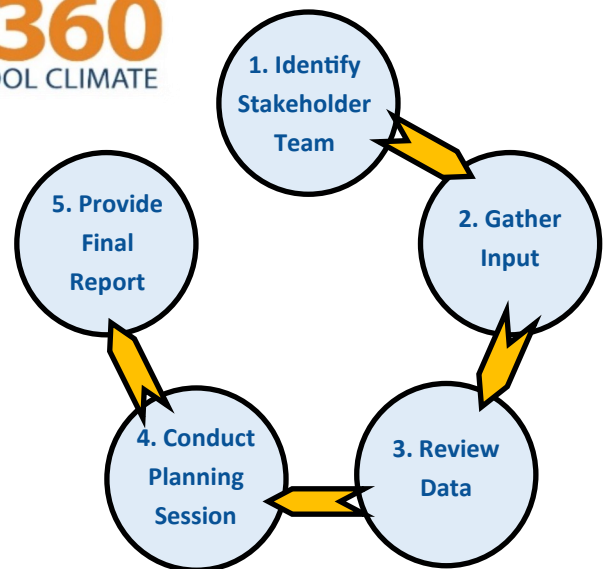 360
OL CLIMATE
1. Identify
Stakeholder
Team
2. Gather
Input
3. Review
Data
4. Conduct
Planning
Session
5. Provide
Final
Report